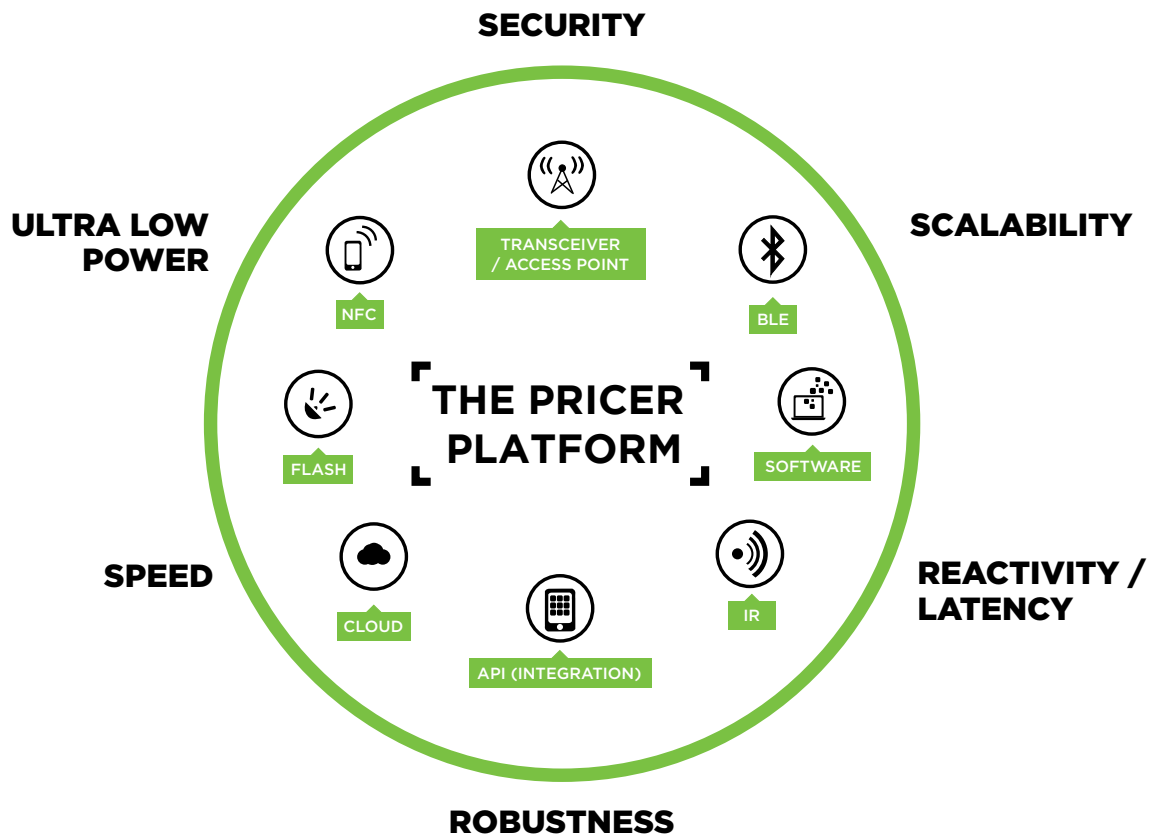 SECURITY
ULTRA LOW
POWER
SCALABILITY
TRANSCEIVER
/ ACCESS POINT
NFC
BLE
THE PRICER
PLATFORM
FLASH
SOFTWARE
SPEED
REACTIVITY /
LATENCY
CLOUD
IR
API (INTEGRATION)
ROBUSTNESS